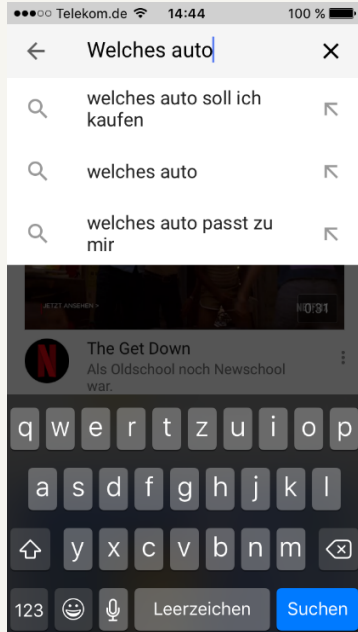 Telekom.de 14:44 100 %
Welches auto
welches auto soll ich
kaufen
welches auto
welches auto passt zu
mir
JETZT ANSEHEN >
0:31
The Get Down
Als Oldschool noch Newschool
war.
q w e r t z u i o p
a s d f g h j k l
y x c v b n m
123 Leerzeichen Suchen